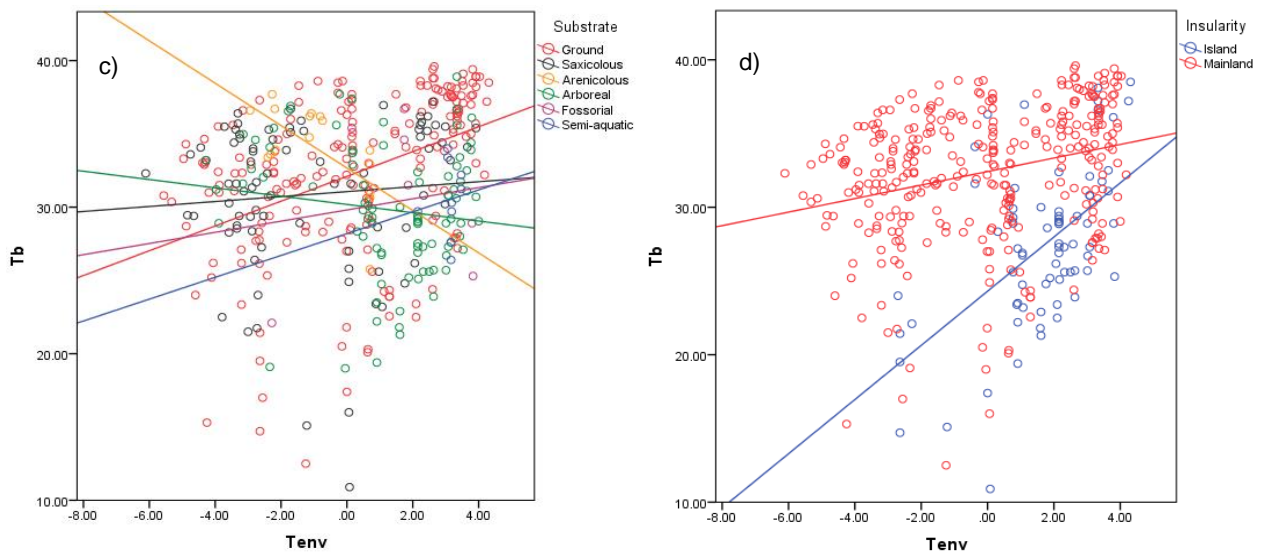 c)
Substrate
Ground
Saxicolous
Arenicolous
Arboreal
Fossorial
Semi-aquatic
40.00
30.00
20.00
10.00
Tb
-8.00 -6.00 -4.00 -2.00 .00 2.00 4.00
Tenv
d)
Insularity
Island
Mainland
40.00
30.00
20.00
10.00
Tb
-8.00 -6.00 -4.00 -2.00 .00 2.00 4.00
Tenv